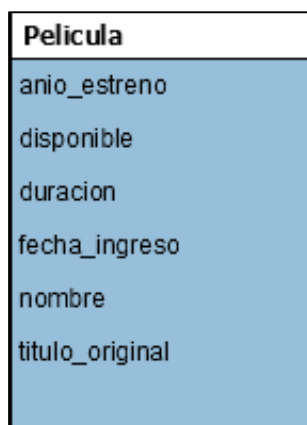 Pelicula
anio_estreno
disponible
duracion
fecha_ingreso
nombre
titulo_original